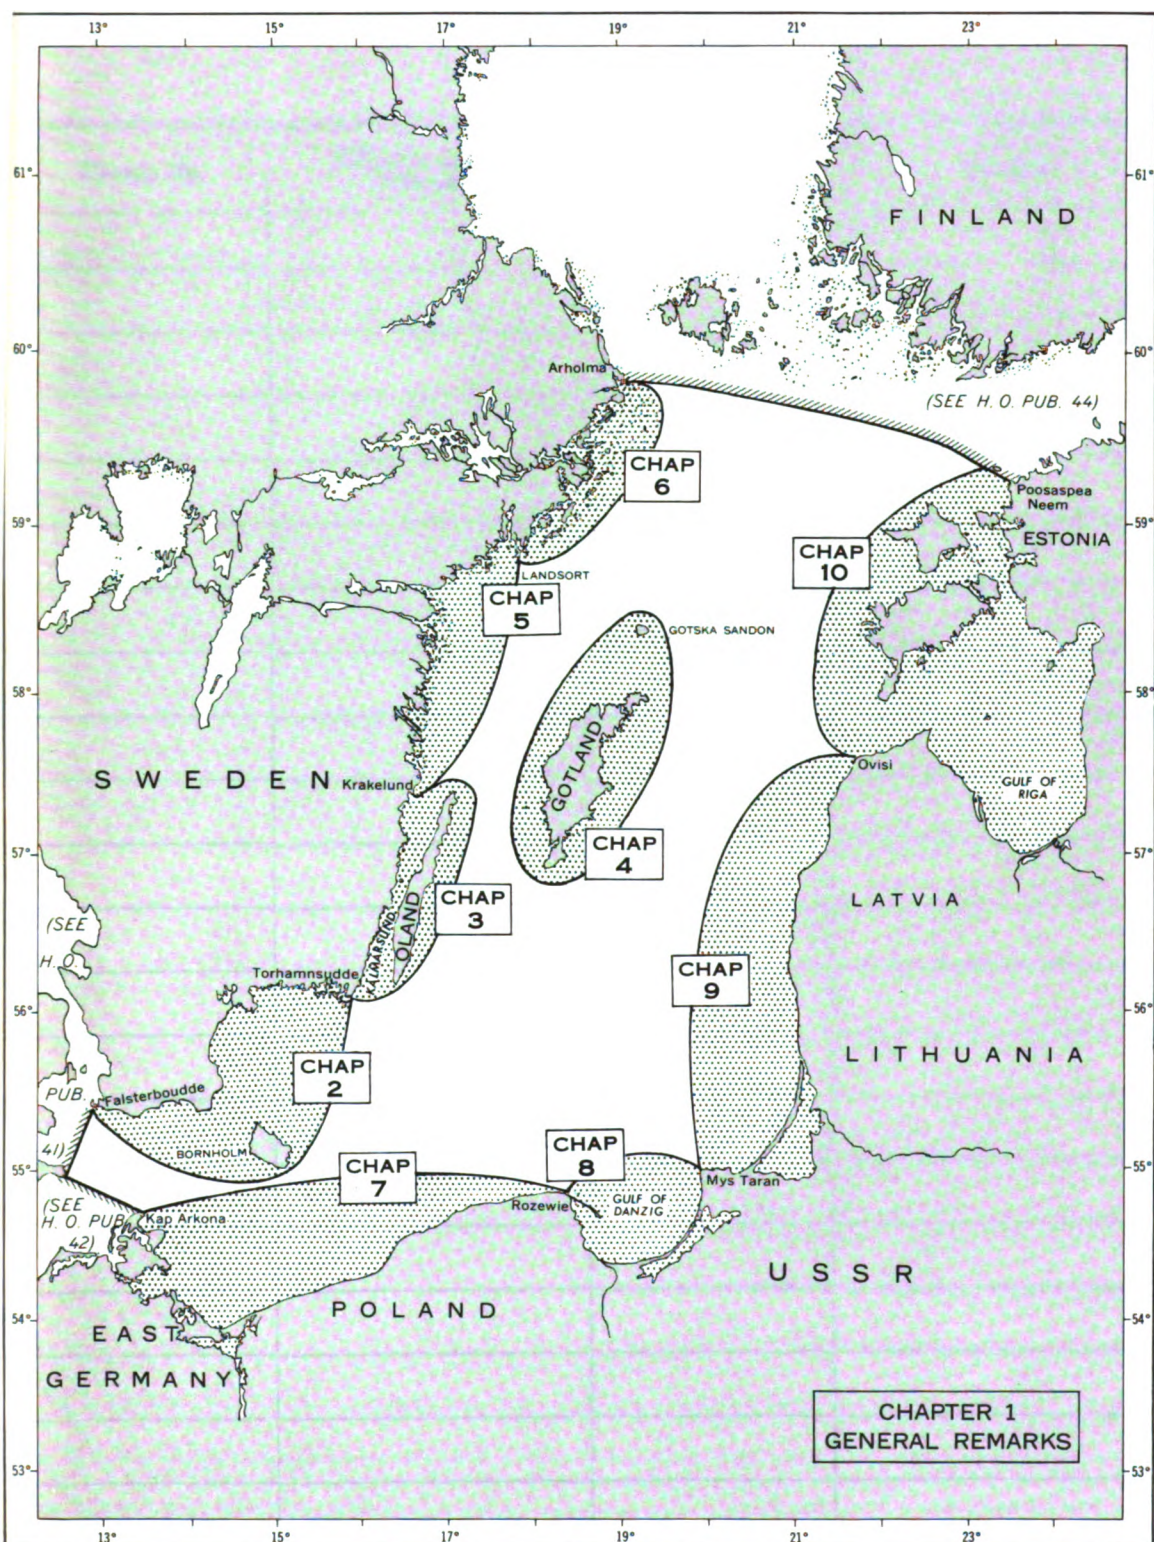 13° 15° 17° 19° 21° 23°
61° 61°
FINLAND
60° 60°
Arholma
(SEE H. O. PUB. 44)
CHAP
6
Poosaspea
Neem
59° 59°
ESTONIA
CHAP
10
LANDSORT
CHAP
5
GOTSKA SANDON
58° 58°
GOTLAND
Ovisi
SWEDEN
Krakelund
GULF OF
RIGA
57° 57°
CHAP
4
CHAP
3
LATVIA
OLAND
KALMARSUND
(SEE
H. O.
PUB.
41)
Torhamnsudde
CHAP
9
56° 56°
LITHUANIA
CHAP
2
Falsterboudde
BORNHOLM
55° 55°
CHAP
7
CHAP
8
Mys Taran
(SEE
H. O. PUB
42)
Kap Arkona
Rozewie
GULF OF
DANZIG
USSR
POLAND
54° 54°
EAST
GERMANY
CHAPTER 1
GENERAL REMARKS
53° 53°
13° 15° 17° 19° 21° 23°